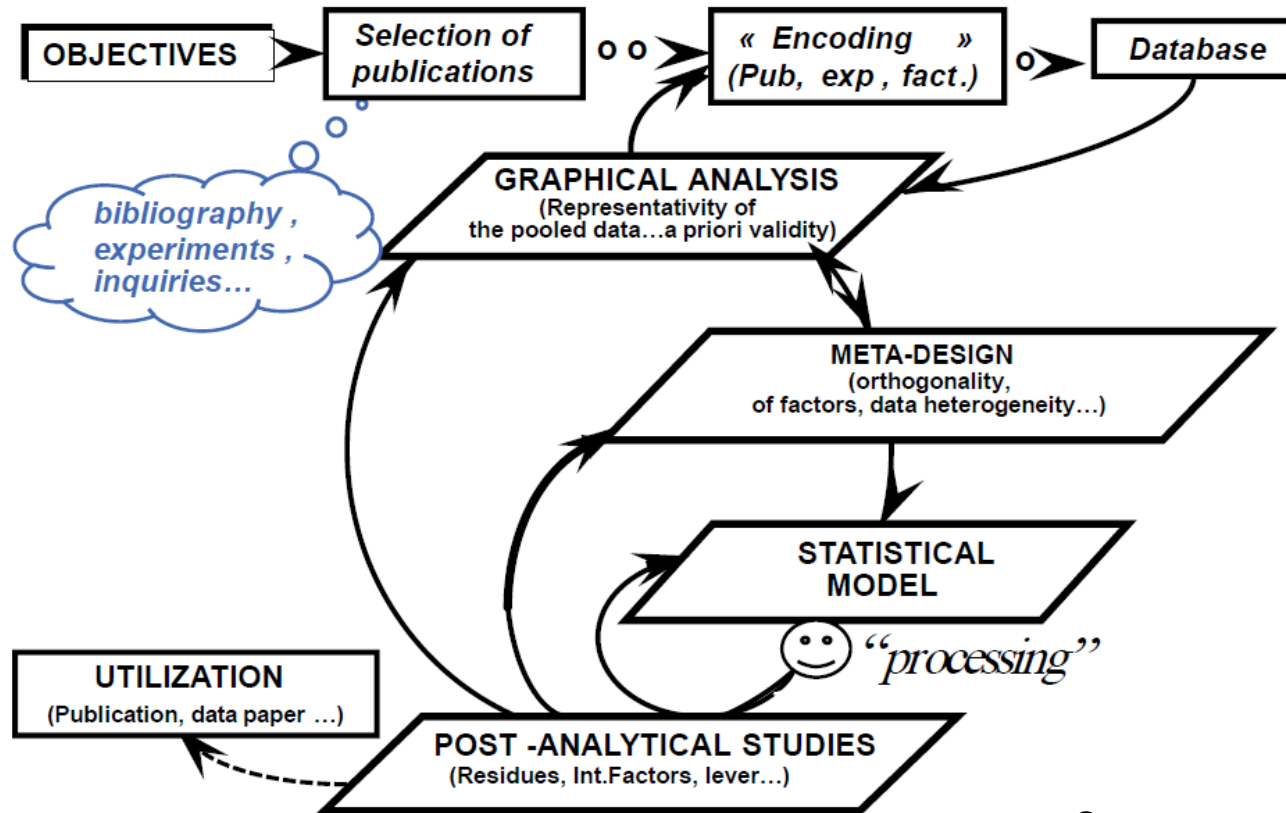 OBJECTIVES
Selection of
publications
o o
« Encoding »
(Pub, exp , fact.)
o
Database
GRAPHICAL ANALYSIS
(Representativity of
the pooled data…a priori validity)
bibliography ,
experiments ,
inquiries…
META-DESIGN
(orthogonality,
of factors, data heterogeneity…)
STATISTICAL
MODEL
“processing”
UTILIZATION
(Publication, data paper …)
POST -ANALYTICAL STUDIES
(Residues, Int.Factors, lever…)